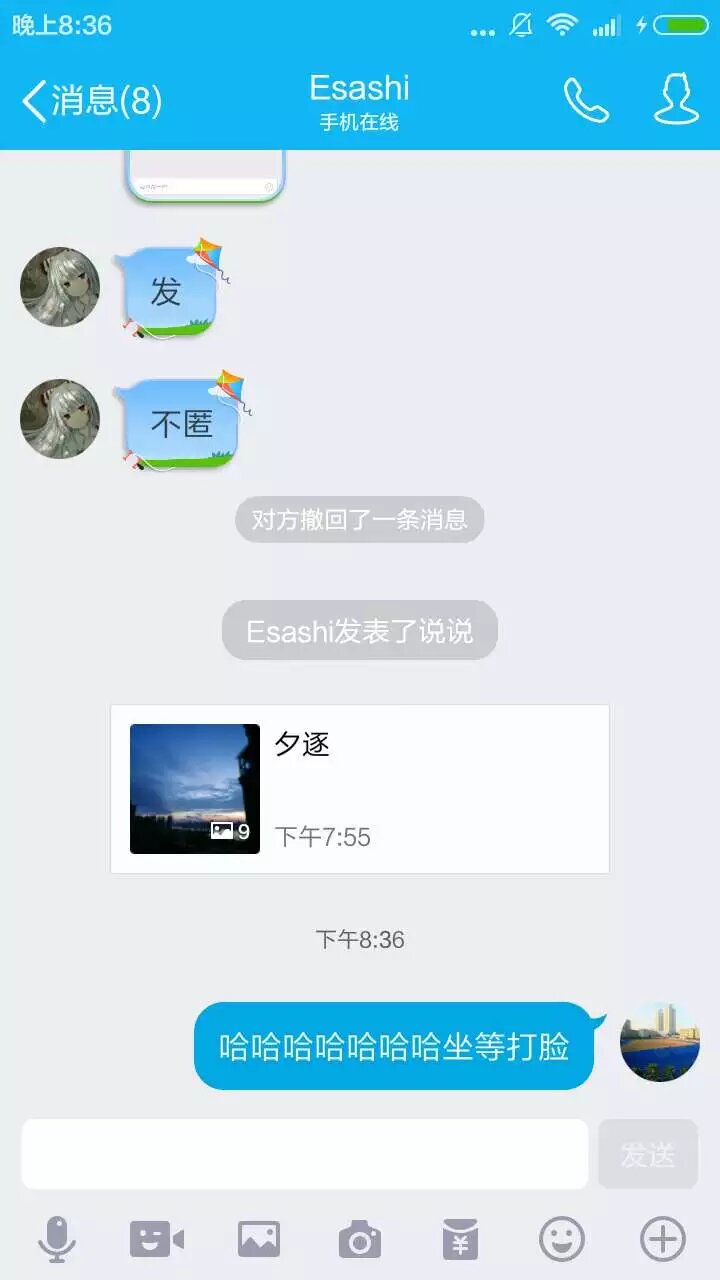 晚上8:36
消息(8)
Esashi
手机在线
发
不匿
对方撤回了一条消息
Esashi发表了说说
夕逐
9
下午7:55
下午8:36
哈哈哈哈哈哈哈坐等打脸
发送